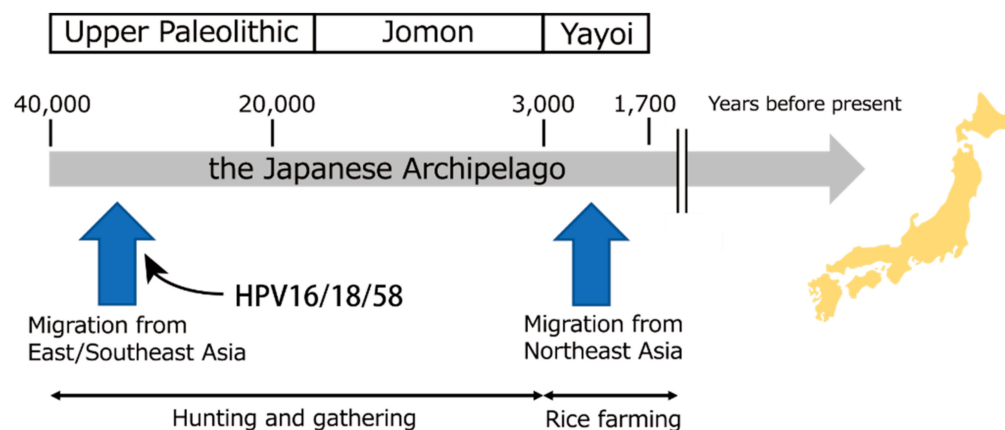 Upper Paleolithic
Jomon
Yayoi
40,000
20,000
3,000
1,700
Years before present
the Japanese Archipelago
HPV16/18/58
Migration from
East/Southeast Asia
Migration from
Northeast Asia
Hunting and gathering
Rice farming